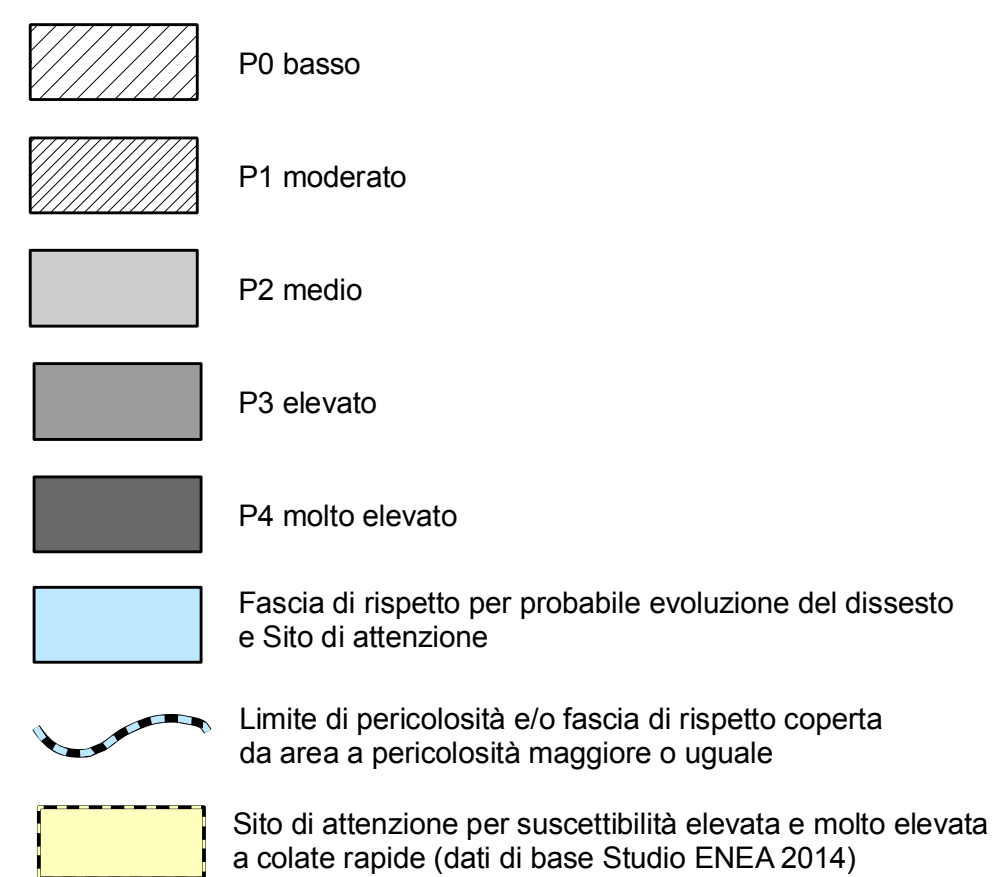 P0 basso
P1 moderato
P2 medio
P3 elevato
P4 molto elevato
Fascia di rispetto per probabile evoluzione del dissesto
e Sito di attenzione
Limite di pericolosità e/o fascia di rispetto coperta
da area a pericolosità maggiore o uguale
Sito di attenzione per suscettibilità elevata e molto elevata
a colate rapide (dati di base Studio ENEA 2014)